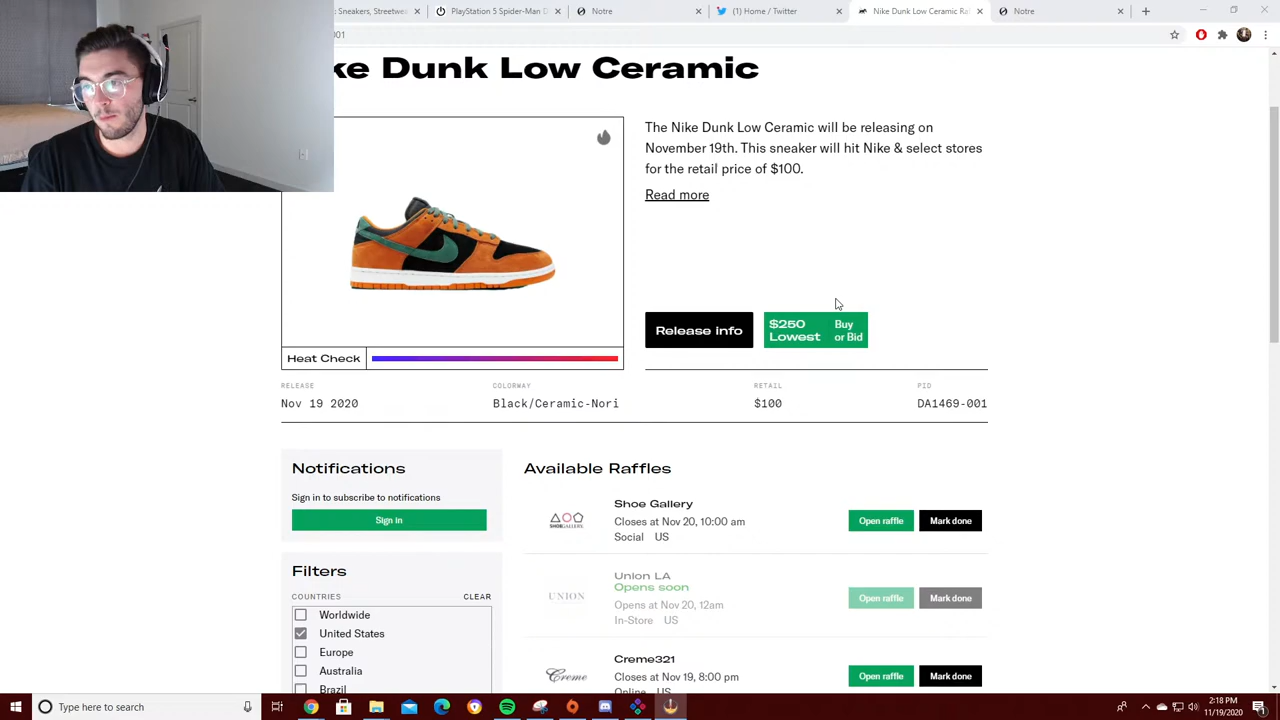 : Sneakers, Streetwea
PlayStation 5 Spider-Man D
Notre
(1) Home / Twitter
Nike Dunk Low Ceramic Ra
Notre
001
ke Dunk Low Ceramic
The Nike Dunk Low Ceramic will be releasing on
November 19th. This sneaker will hit Nike & select stores
for the retail price of $100.
Read more
Release info
$250
Lowest
Buy
or Bid
Heat Check
RELEASE
Nov 19 2020
COLORWAY
Black/Ceramic-Nori
RETAIL
$100
PID
DA1469-001
Notifications
Sign in to subscribe to notifications
Sign in
Filters
COUNTRIES
CLEAR
Worldwide
United States
Europe
Australia
Brazil
Available Raffles
Shoe Gallery
Closes at Nov 20, 10:00 am
Social US
Open raffle
Mark done
SHOEGALLERY
Union LA
Opens soon
Opens at Nov 20, 12am
In-Store US
Open raffle
Mark done
UNION
Creme321
Closes at Nov 19, 8:00 pm
Online US
Open raffle
Mark done
Creme
Type here to search
2:18 PM
11/19/2020